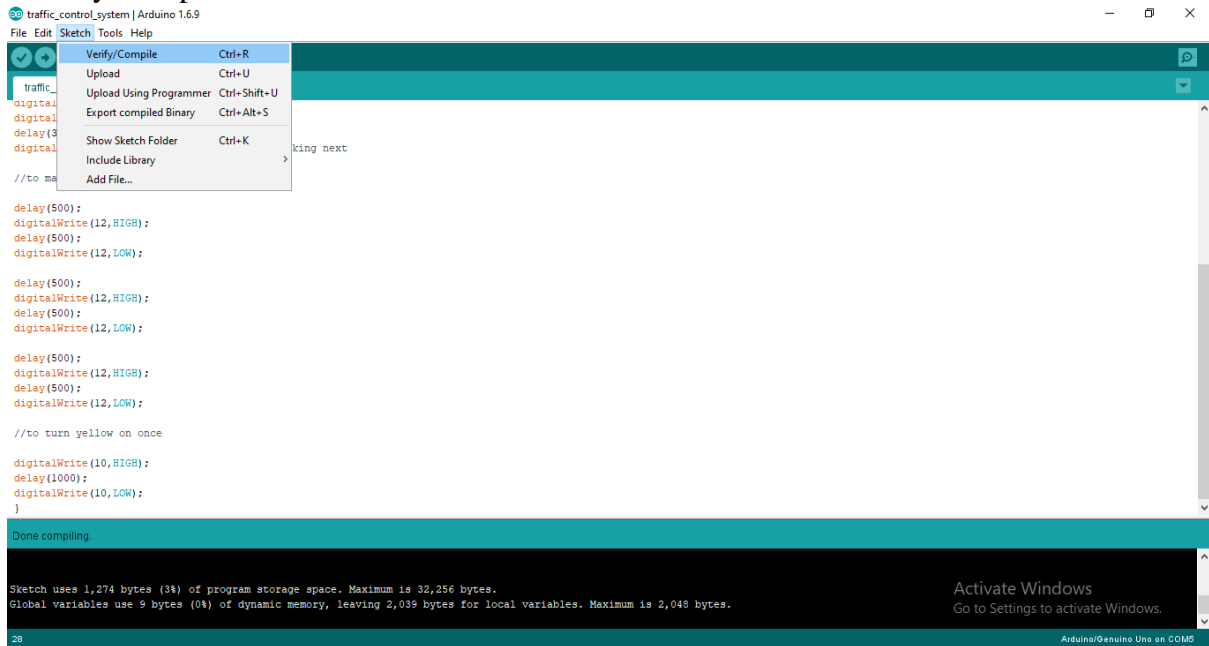 traffic_control_system | Arduino 1.6.9
File Edit Sketch Tools Help
Verify/Compile Ctrl+R
Upload Ctrl+U
Upload Using Programmer Ctrl+Shift+U
Export compiled Binary Ctrl+Alt+S
Show Sketch Folder Ctrl+K
Include Library
Add File...
traffic_
digital
digital
delay(3
digital king next
//to ma
delay(500);
digitalWrite(12,HIGH);
delay(500);
digitalWrite(12,LOW);
delay(500);
digitalWrite(12,HIGH);
delay(500);
digitalWrite(12,LOW);
delay(500);
digitalWrite(12,HIGH);
delay(500);
digitalWrite(12,LOW);
//to turn yellow on once
digitalWrite(10,HIGH);
delay(1000);
digitalWrite(10,LOW);
}
Done compiling.
Sketch uses 1,274 bytes (3%) of program storage space. Maximum is 32,256 bytes.
Global variables use 9 bytes (0%) of dynamic memory, leaving 2,039 bytes for local variables. Maximum is 2,048 bytes.
Activate Windows
Go to Settings to activate Windows.
28 Arduino/Genuino Uno on COM5